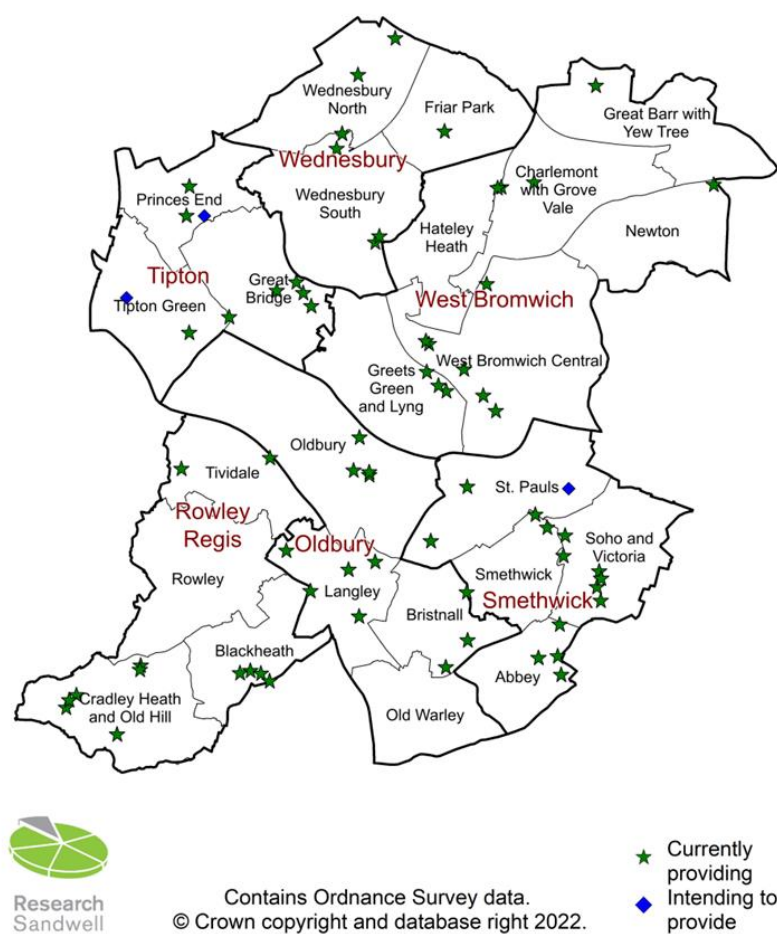 Wednesbury
North
Friar Park
Great Barr with
Yew Tree
Wednesbury
Charlemont
with Grove
Vale
Princes End
Wednesbury
South
Hateley
Heath
Newton
Tipton
Great
Bridge
West Bromwich
Tipton Green
West Bromwich Central
Greets
Green
and Lyng
Oldbury
Tividale
St. Pauls
Rowley
Regis
Oldbury
Soho and
Victoria
Rowley
Smethwick
Langley
Smethwick
Bristnall
Blackheath
Abbey
Cradley Heath
and Old Hill
Old Warley
Research
Sandwell
Contains Ordnance Survey data.
© Crown copyright and database right 2022.
Currently
providing
Intending to
provide